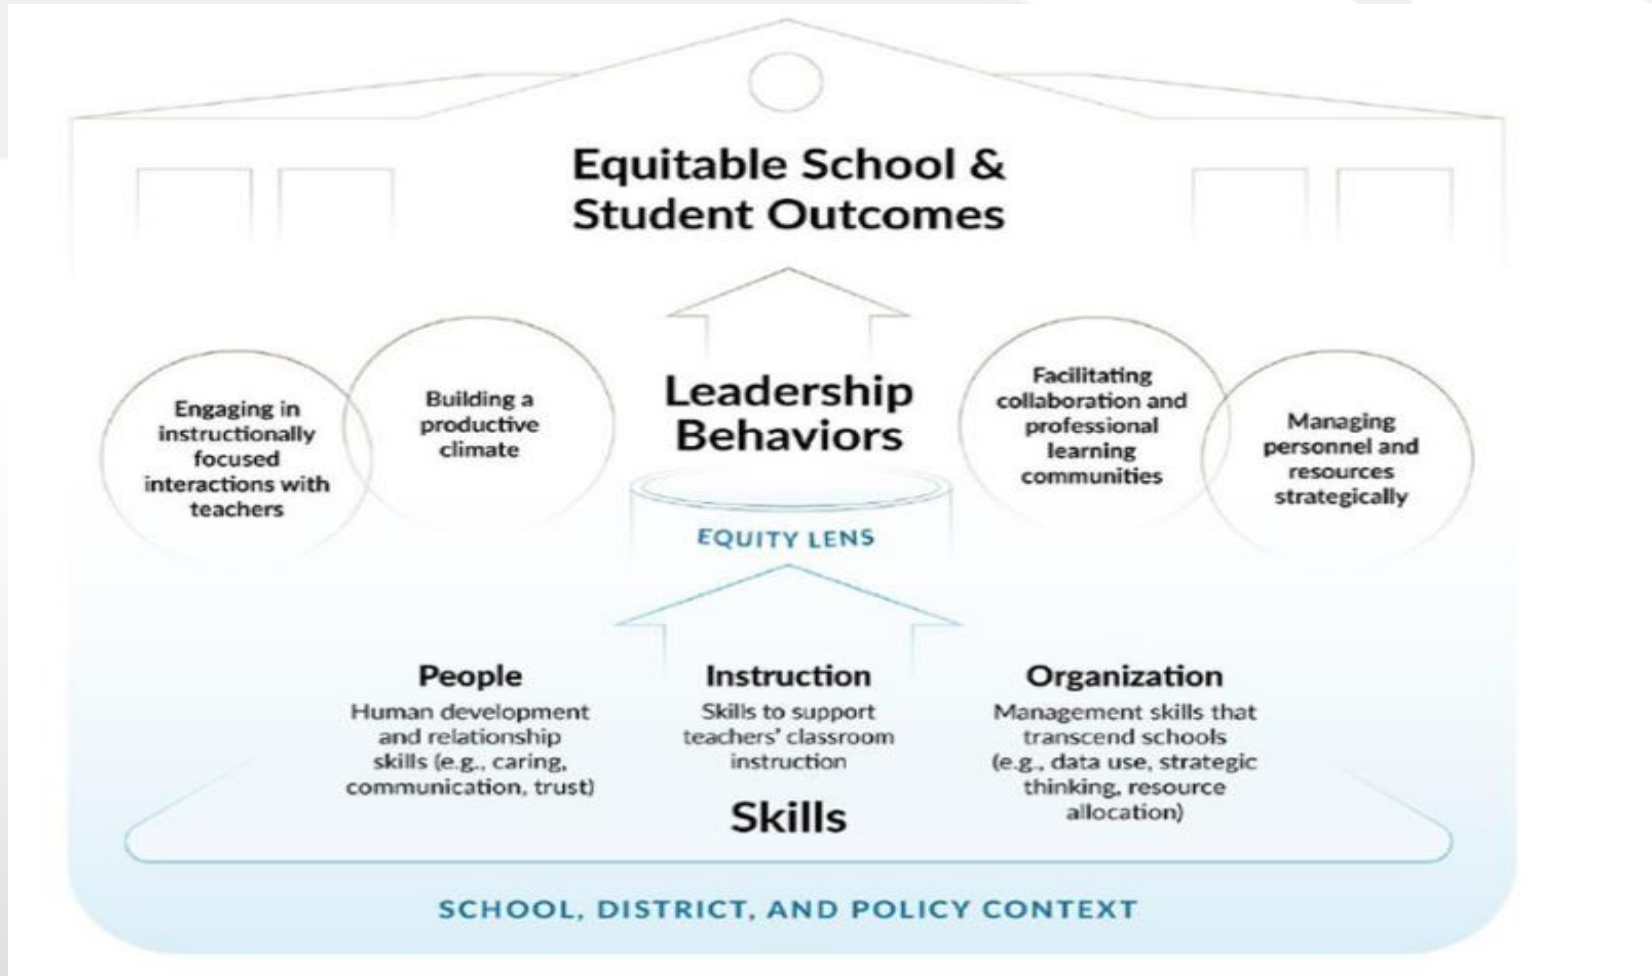 Equitable School &
Student Outcomes
Engaging in
instructionally
focused
interactions with
teachers
Building a
productive
climate
Leadership
Behaviors
Facilitating
collaboration and
professional
learning
communities
Managing
personnel and
resources
strategically
EQUITY LENS
People
Human development
and relationship
skills (e.g., caring,
communication, trust)
Instruction
Skills to support
teachers' classroom
instruction
Organization
Management skills that
transcend schools
(e.g., data use, strategic
thinking, resource
allocation)
Skills
SCHOOL, DISTRICT, AND POLICY CONTEXT